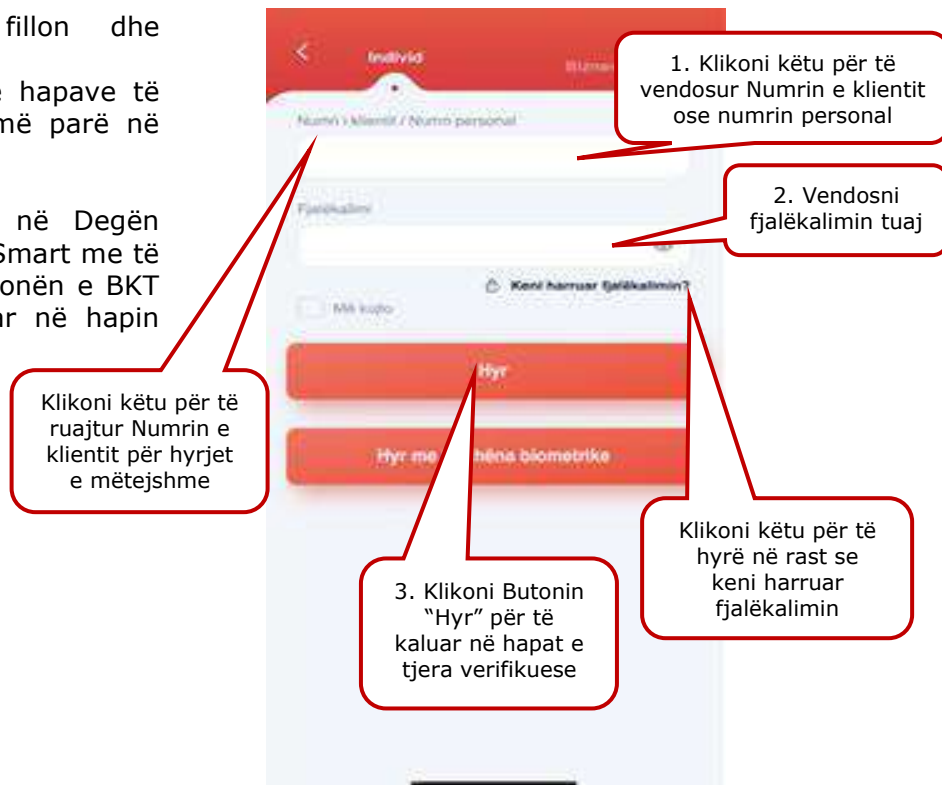 fillon dhe
hapave të
më parë në
në Degën
Smart me të
BKT
në hapin
Individ
1. Klikoni këtu për të
vendosur Numrin e klientit
ose numrin personal
Numri i klientit / Numri personal
2. Vendosni
fjalëkalimin tuaj
Fjalëkalimi
Keni harruar fjalëkalimin?
Më kujto
Hyr
Klikoni këtu për të
ruajtur Numrin e
klientit për hyrjet
e mëtejshme
Hyr me hëna biometrike
Klikoni këtu për të
hyrë në rast se
keni harruar
fjalëkalimin
3. Klikoni Butonin
“Hyr” për të
kaluar në hapat e
tjera verifikuese